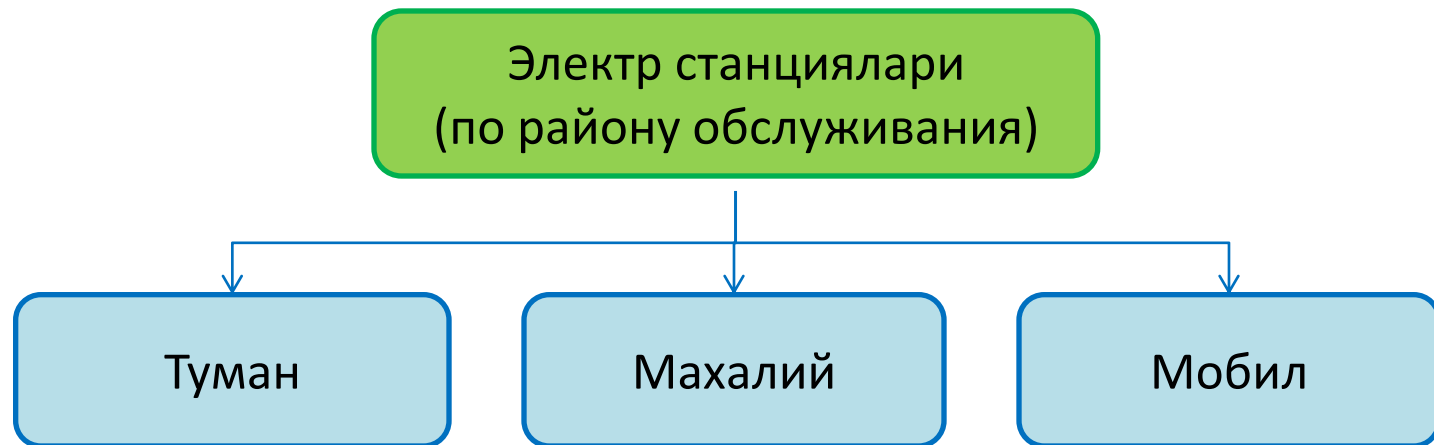 Электр станциялари
(по району обслуживания)
Туман
Махалий
Мобил